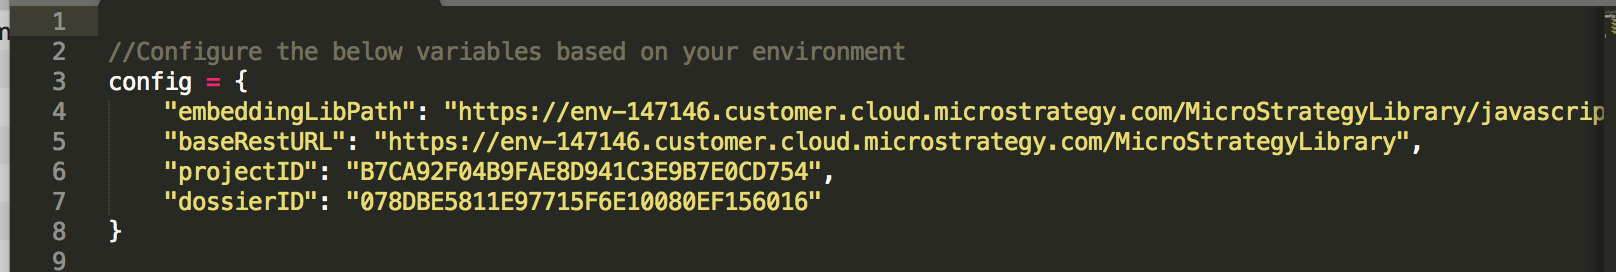 1
2 //Configure the below variables based on your environment
3 config = {
4 "embeddingLibPath": "https://env-147146.customer.cloud.microstrategy.com/MicroStrategyLibrary/javascrip
5 "baseRestURL": "https://env-147146.customer.cloud.microstrategy.com/MicroStrategyLibrary",
6 "projectID": "B7CA92F04B9FAE8D941C3E9B7E0CD754",
7 "dossierID": "078DBE5811E97715F6E10080EF156016"
8 }
9